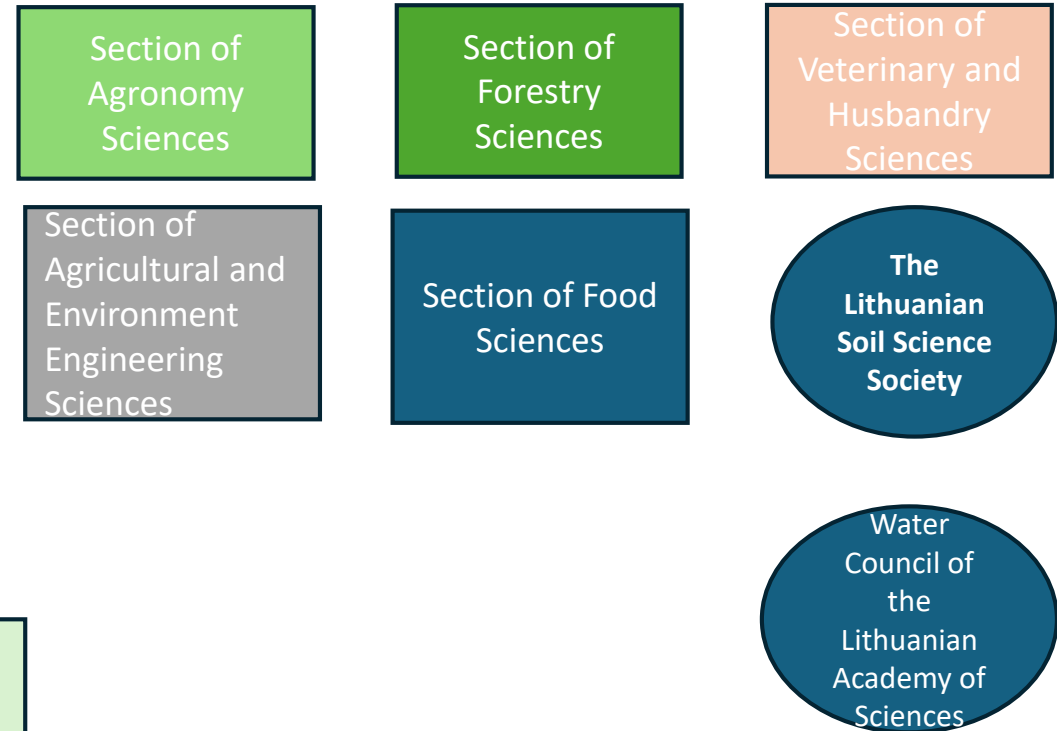 Section of
Agronomy
Sciences
Section of
Forestry
Sciences
Section of
Veterinary and
Husbandry
Sciences
Section of
Agricultural and
Environment
Engineering
Sciences
Section of Food
Sciences
The
Lithuanian
Soil Science
Society
Water
Council of
the
Lithuanian
Academy of
Sciences